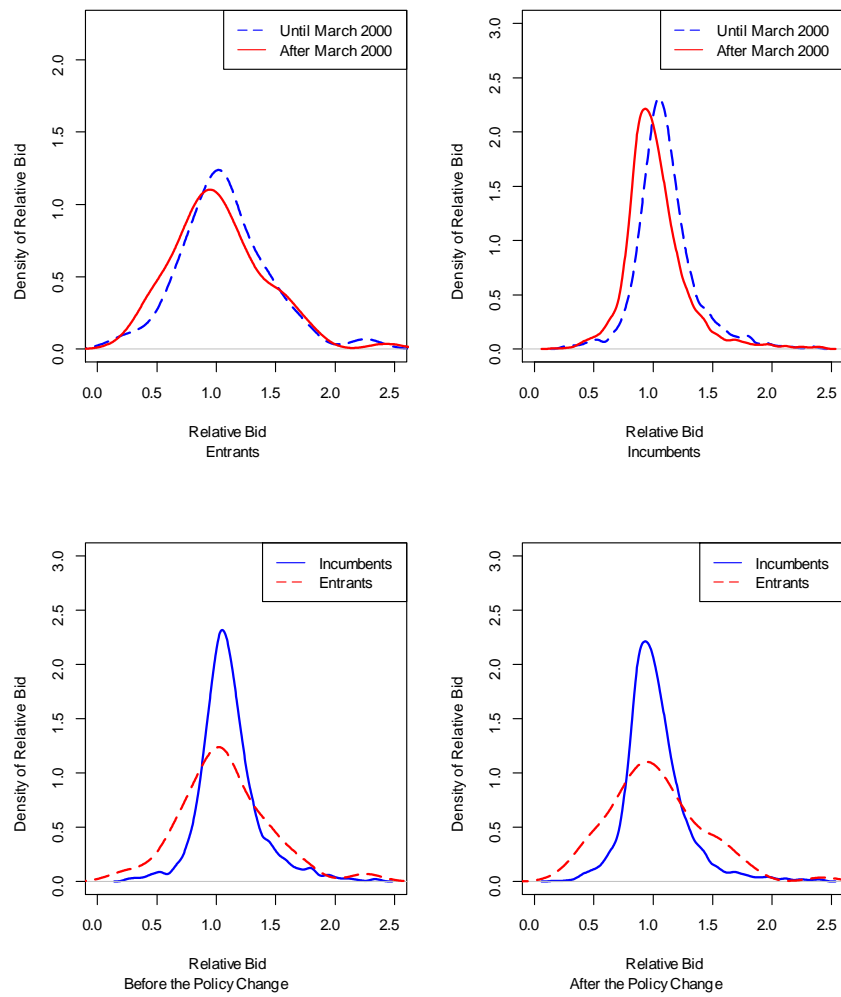 Until March 2000
After March 2000
Density of Relative Bid
0.0 0.5 1.0 1.5 2.0
0.0 0.5 1.0 1.5 2.0 2.5
Relative Bid
Entrants
Until March 2000
After March 2000
Density of Relative Bid
0.0 0.5 1.0 1.5 2.0 2.5 3.0
0.0 0.5 1.0 1.5 2.0 2.5
Relative Bid
Incumbents
Incumbents
Entrants
Density of Relative Bid
0.0 0.5 1.0 1.5 2.0 2.5 3.0
0.0 0.5 1.0 1.5 2.0 2.5
Relative Bid
Before the Policy Change
Incumbents
Entrants
Density of Relative Bid
0.0 0.5 1.0 1.5 2.0 2.5 3.0
0.0 0.5 1.0 1.5 2.0 2.5
Relative Bid
After the Policy Change